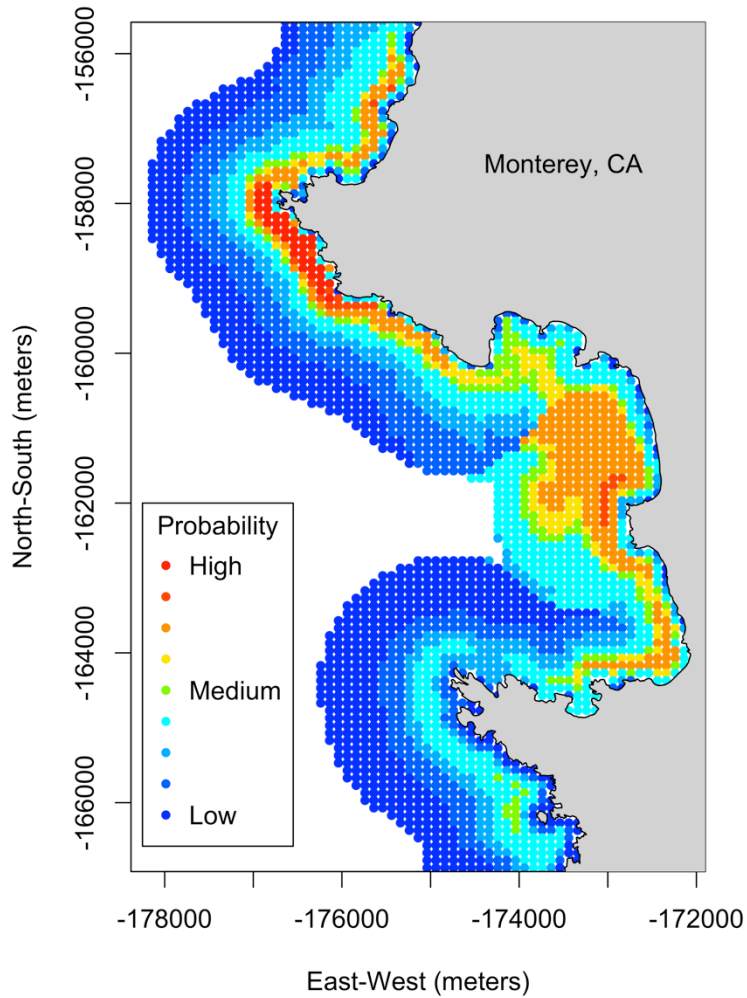 Monterey, CA
North-South (meters)
-156000
-158000
-160000
-162000
-164000
-166000
Probability
High
Medium
Low
-178000 -176000 -174000 -172000
East-West (meters)